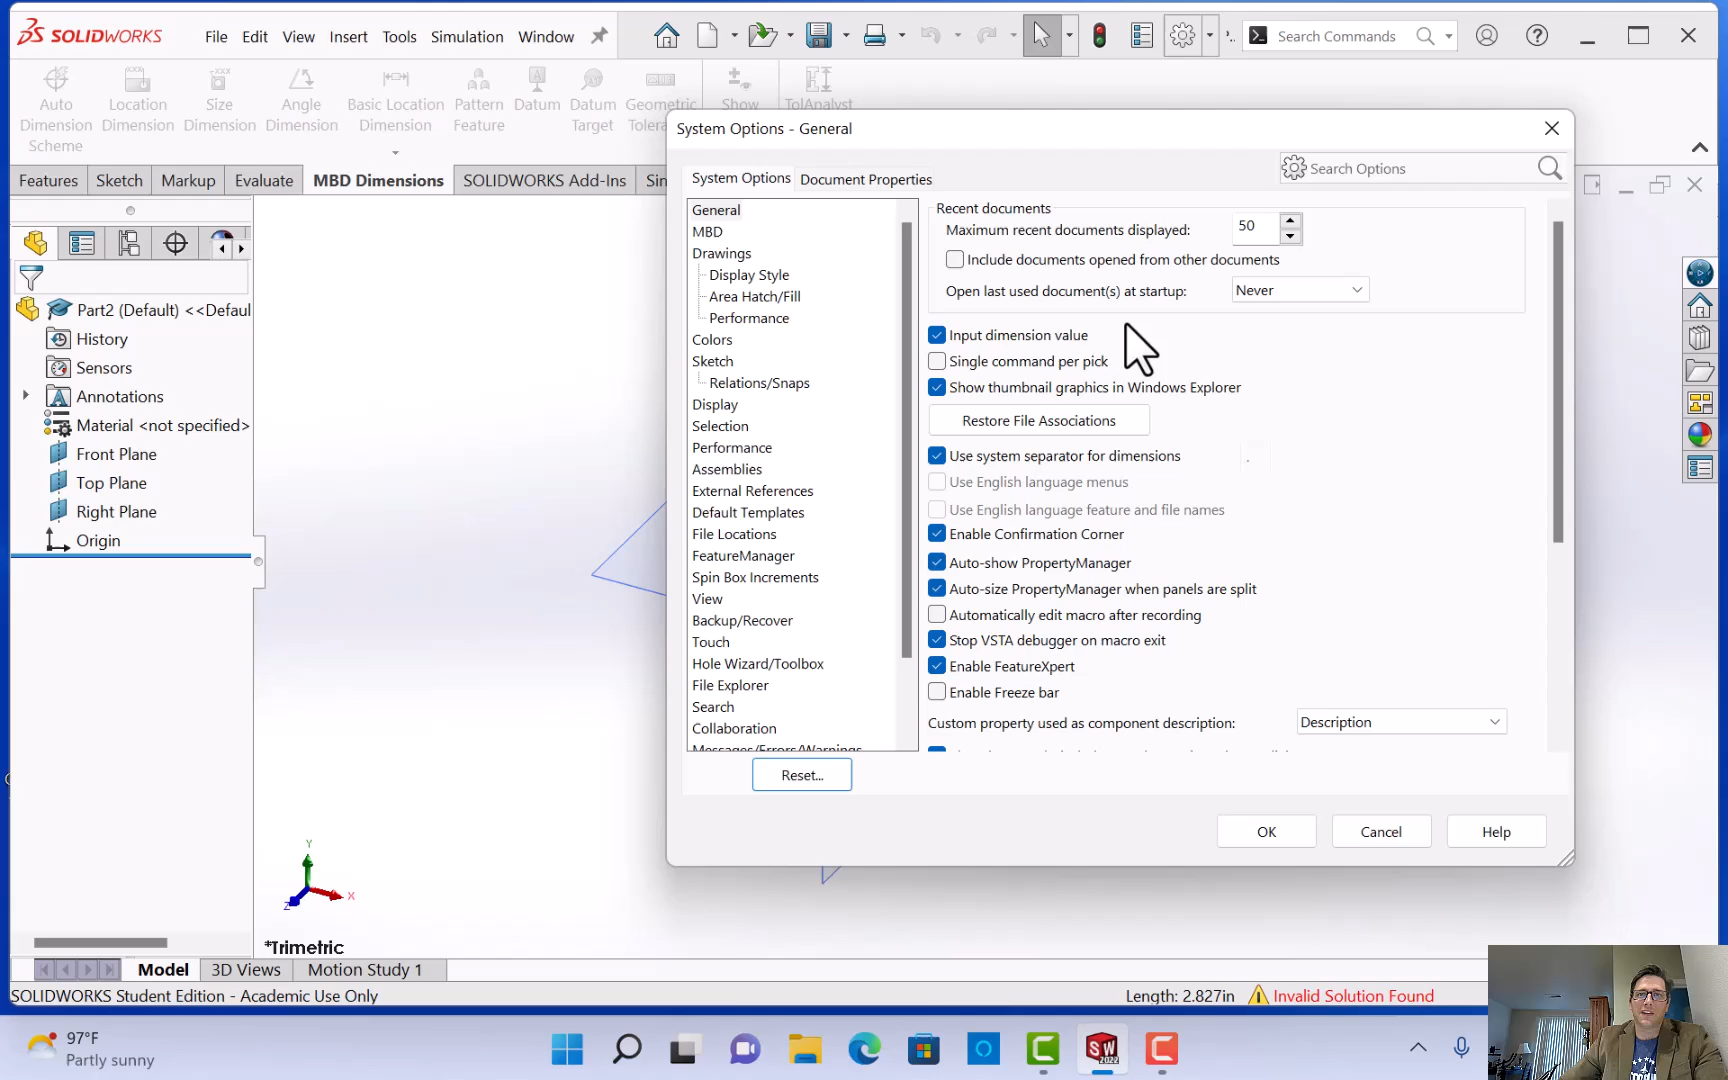 SOLIDWORKS File Edit View Insert Tools Simulation Window Search Commands
Auto Dimension Scheme
Location Dimension
Size Dimension
Angle Dimension
Basic Location Dimension
Pattern Feature
Datum
Datum Target
Geometric
Show
TolAnalyst
Features Sketch Markup Evaluate MBD Dimensions SOLIDWORKS Add-Ins
Part2 (Default) <<Defaul
History
Sensors
Annotations
Material <not specified>
Front Plane
Top Plane
Right Plane
Origin
System Options - General
System Options Document Properties Search Options
General
MBD
Drawings
Display Style
Area Hatch/Fill
Performance
Colors
Sketch
Relations/Snaps
Display
Selection
Performance
Assemblies
External References
Default Templates
File Locations
FeatureManager
Spin Box Increments
View
Backup/Recover
Touch
Hole Wizard/Toolbox
File Explorer
Search
Collaboration
Messages/Errors/Warnings
Reset...
Recent documents
Maximum recent documents displayed: 50
Include documents opened from other documents
Open last used document(s) at startup: Never
Input dimension value
Single command per pick
Show thumbnail graphics in Windows Explorer
Restore File Associations
Use system separator for dimensions .
Use English language menus
Use English language feature and file names
Enable Confirmation Corner
Auto-show PropertyManager
Auto-size PropertyManager when panels are split
Automatically edit macro after recording
Stop VSTA debugger on macro exit
Enable FeatureXpert
Enable Freeze bar
Custom property used as component description: Description
OK Cancel Help
Y
X
Z
*Trimetric
Model 3D Views Motion Study 1
SOLIDWORKS Student Edition - Academic Use Only Length: 2.827in Invalid Solution Found
97°F
Partly sunny
SW
2022